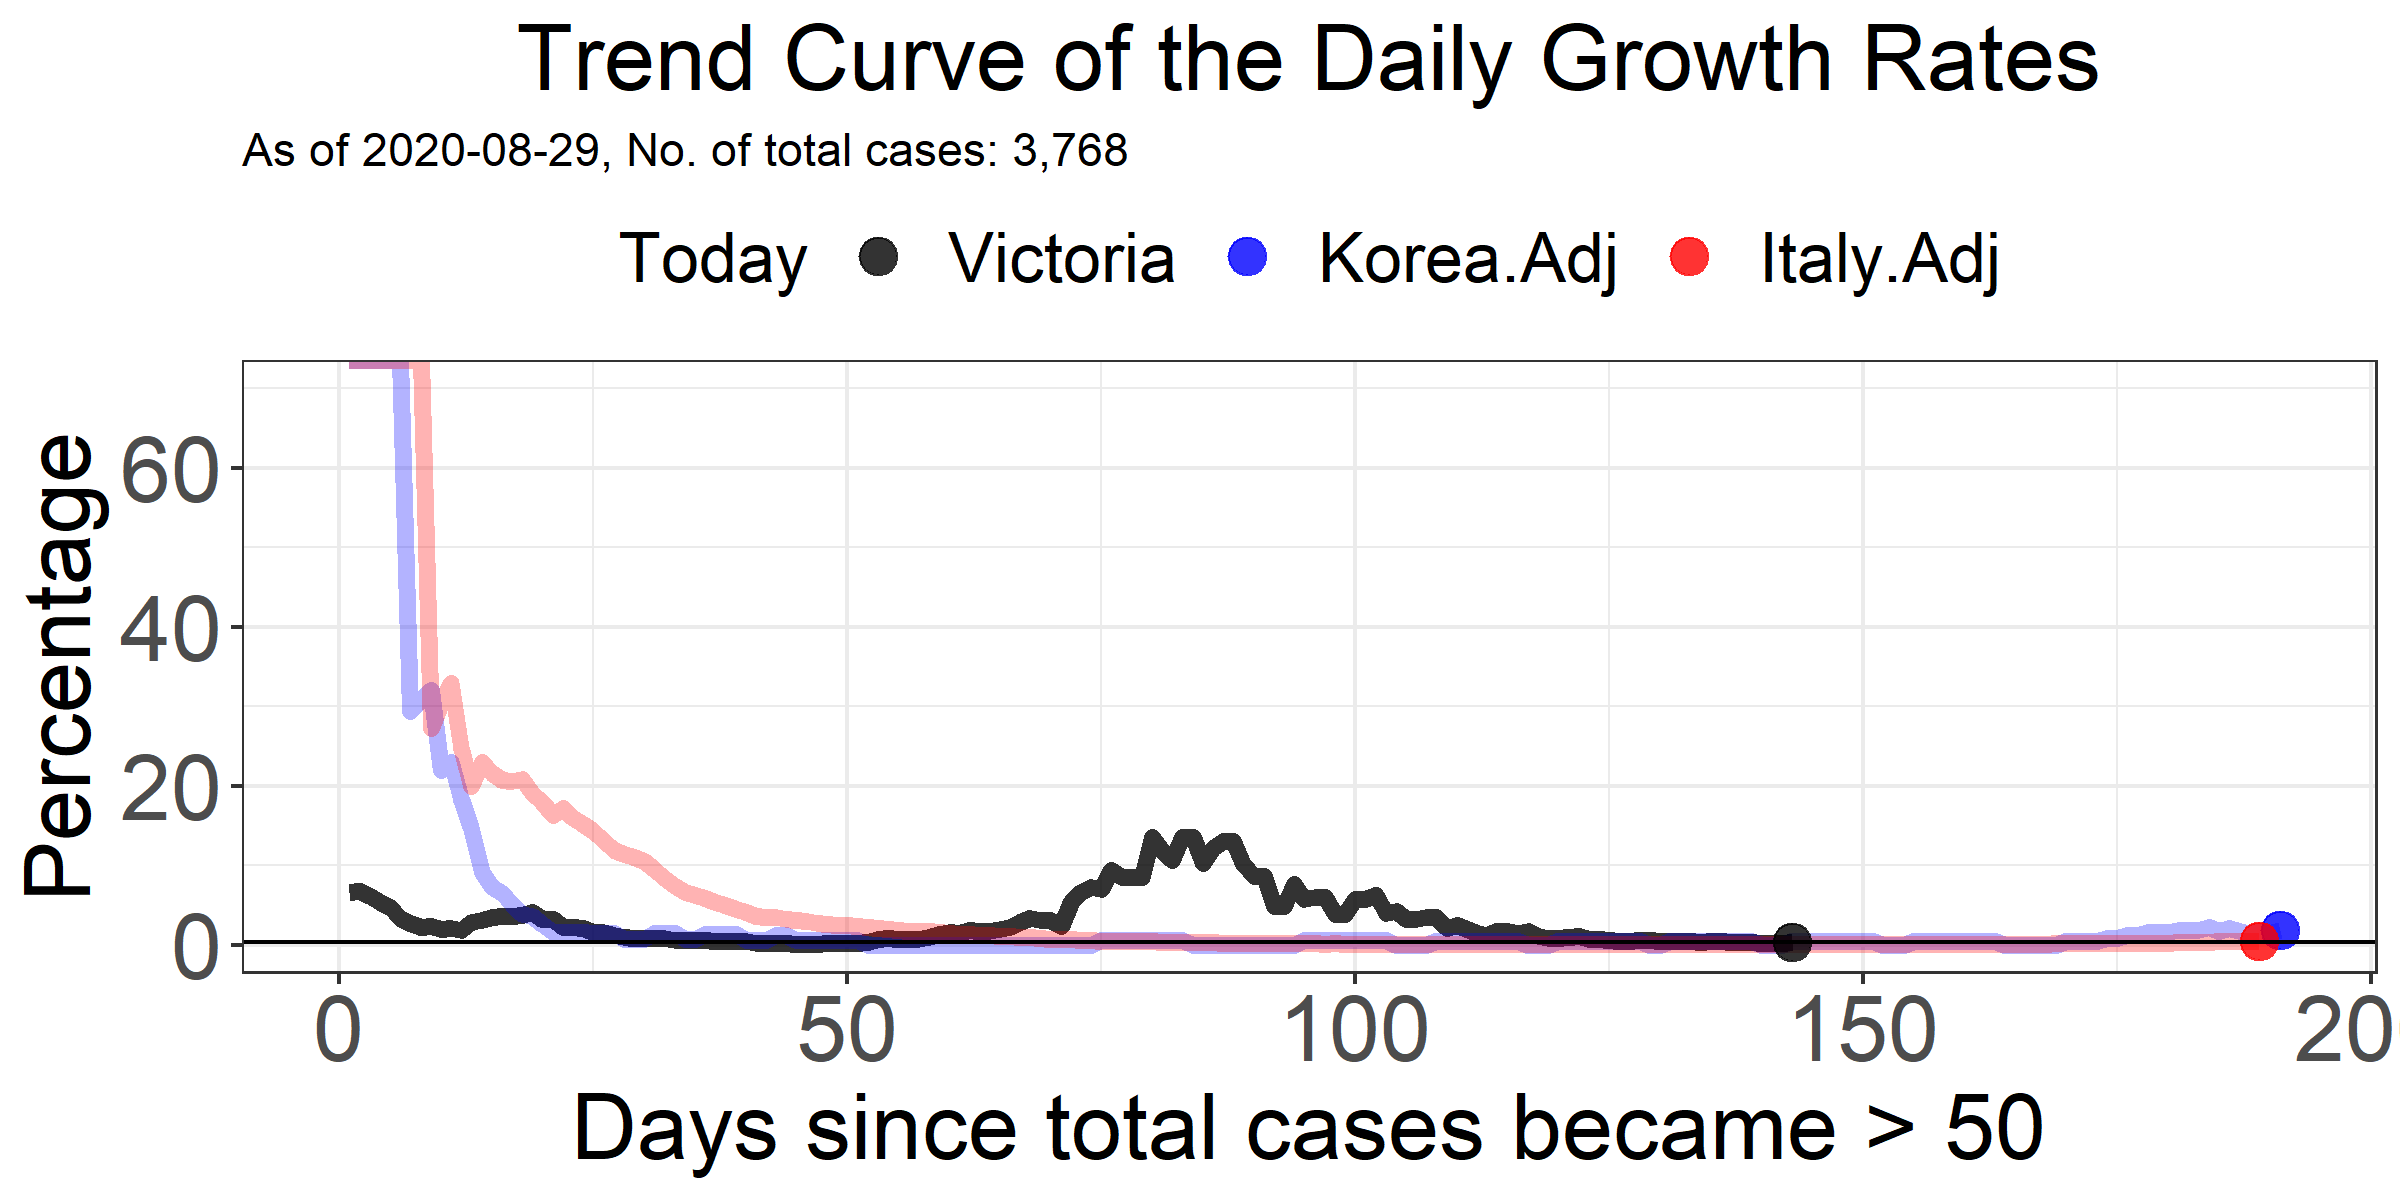 Trend Curve of the Daily Growth Rates
As of 2020-08-29, No. of total cases: 3,768
Today Victoria Korea.Adj Italy.Adj
Percentage
60
40
20
0
0 50 100 150 20
Days since total cases became > 50